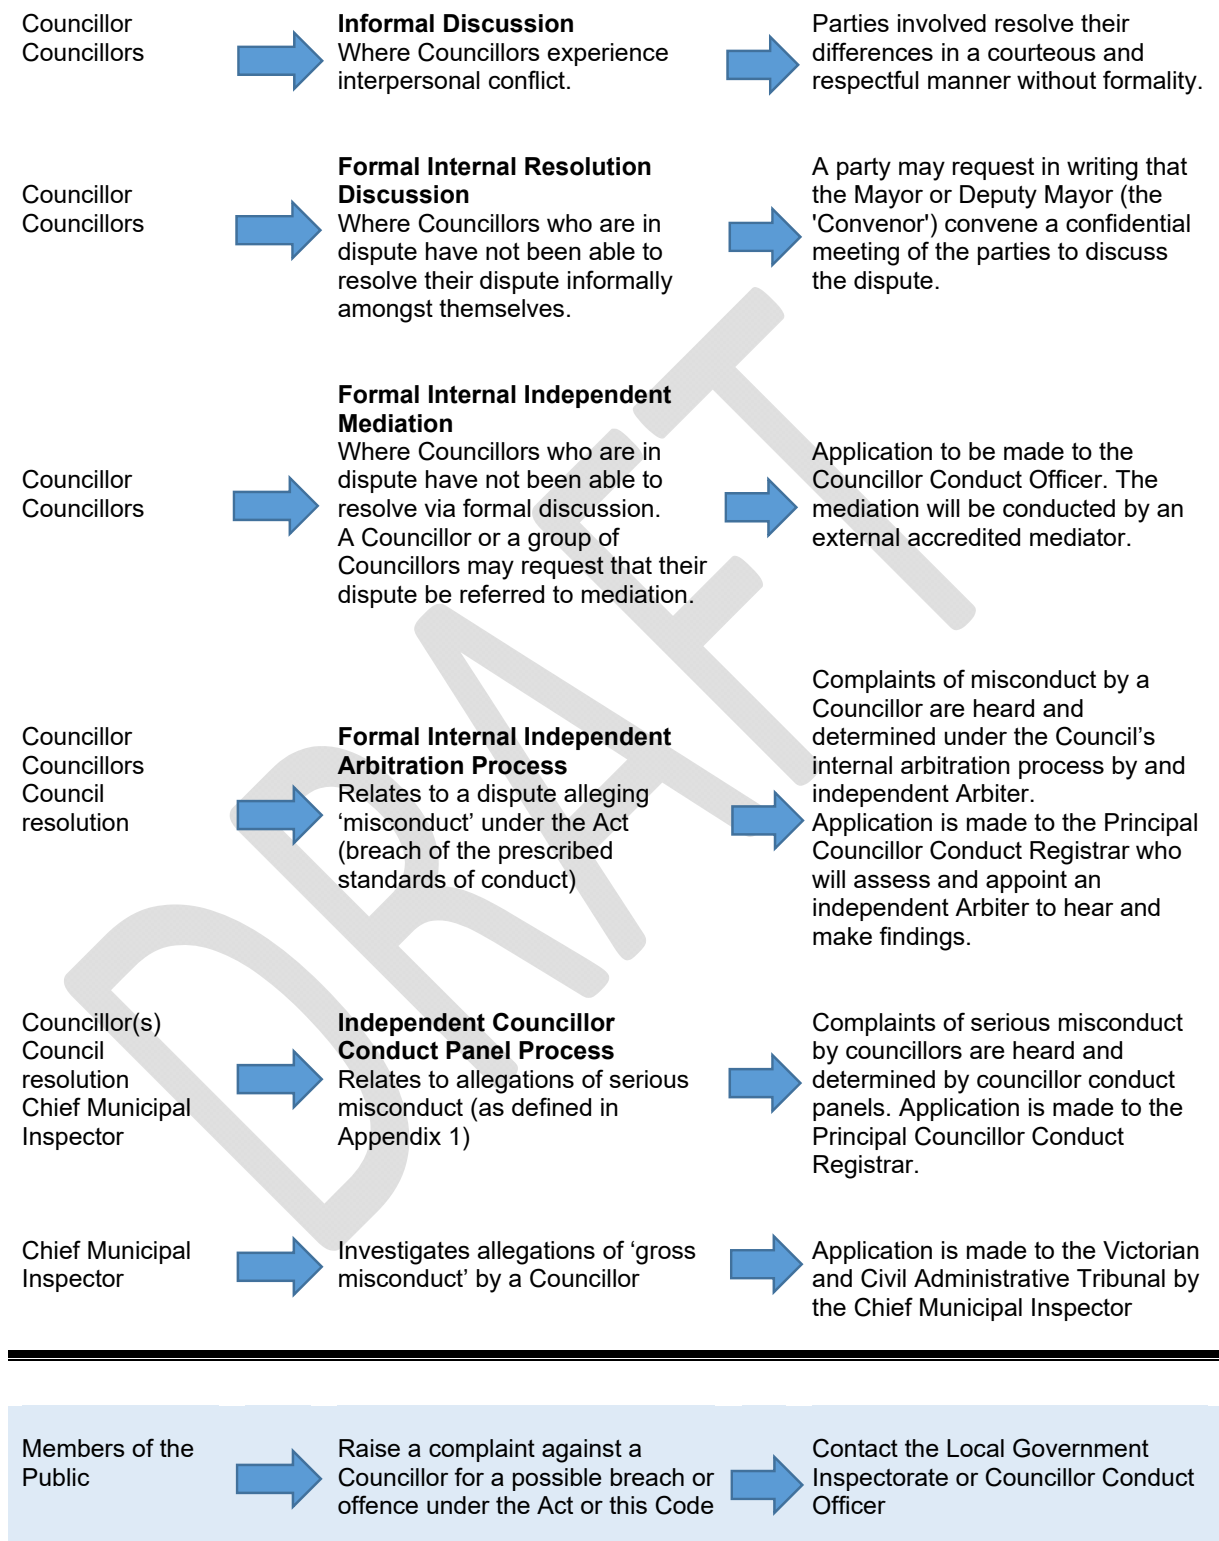 Councillor
Councillors
Informal Discussion
Where Councillors experience
interpersonal conflict.
Parties involved resolve their
differences in a courteous and
respectful manner without formality.
Councillor
Councillors
Formal Internal Resolution
Discussion
Where Councillors who are in
dispute have not been able to
resolve their dispute informally
amongst themselves.
A party may request in writing that
the Mayor or Deputy Mayor (the
'Convenor') convene a confidential
meeting of the parties to discuss
the dispute.
Councillor
Councillors
Formal Internal Independent
Mediation
Where Councillors who are in
dispute have not been able to
resolve via formal discussion.
A Councillor or a group of
Councillors may request that their
dispute be referred to mediation.
Application to be made to the
Councillor Conduct Officer. The
mediation will be conducted by an
external accredited mediator.
Councillor
Councillors
Council
resolution
Formal Internal Independent
Arbitration Process
Relates to a dispute alleging
‘misconduct’ under the Act
(breach of the prescribed
standards of conduct)
Complaints of misconduct by a
Councillor are heard and
determined under the Council’s
internal arbitration process by and
independent Arbiter.
Application is made to the Principal
Councillor Conduct Registrar who
will assess and appoint an
independent Arbiter to hear and
make findings.
Councillor(s)
Council
resolution
Chief Municipal
Inspector
Independent Councillor
Conduct Panel Process
Relates to allegations of serious
misconduct (as defined in
Appendix 1)
Complaints of serious misconduct
by councillors are heard and
determined by councillor conduct
panels. Application is made to the
Principal Councillor Conduct
Registrar.
Chief Municipal
Inspector
Investigates allegations of ‘gross
misconduct’ by a Councillor
Application is made to the Victorian
and Civil Administrative Tribunal by
the Chief Municipal Inspector
Members of the
Public
Raise a complaint against a
Councillor for a possible breach or
offence under the Act or this Code
Contact the Local Government
Inspectorate or Councillor Conduct
Officer
DRAFT